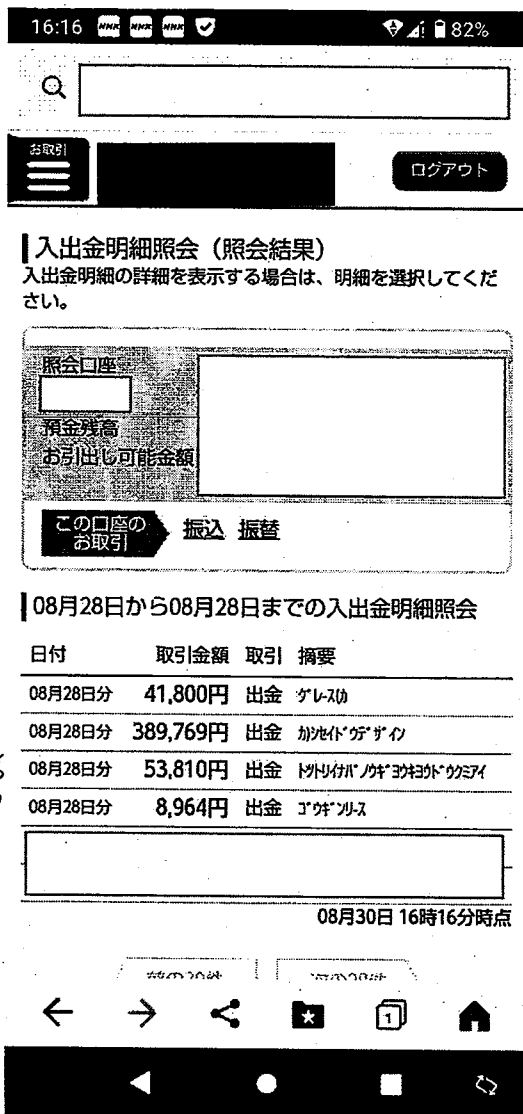 16:16 NHK NHK NHK 82%
お取引
ログアウト
入出金明細照会（照会結果）
入出金明細の詳細を表示する場合は、明細を選択してくだ
さい。
照会口座
預金残高
お引出し可能金額
この口座の
お取引
振込 振替
08月28日から08月28日までの入出金明細照会
日付 取引金額 取引 摘要
08月28日分 41,800円 出金 グレース(カ
08月28日分 389,769円 出金 カ)セイドウデザイン
08月28日分 53,810円 出金 トツトリイナバノウギヨウキヨウドウクミアイ
08月28日分 8,964円 出金 ゴウギンリース
08月30日 16時16分時点
1